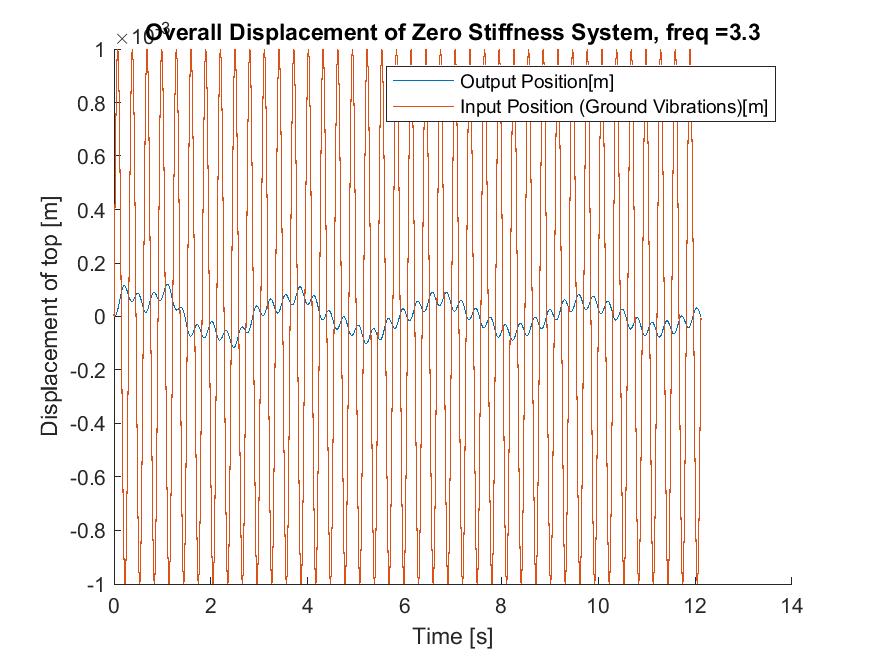 ×10⁻³
Overall Displacement of Zero Stiffness System, freq =3.3
Output Position[m]
Input Position (Ground Vibrations)[m]
Displacement of top [m]
1
0.8
0.6
0.4
0.2
0
-0.2
-0.4
-0.6
-0.8
-1
0 2 4 6 8 10 12 14
Time [s]